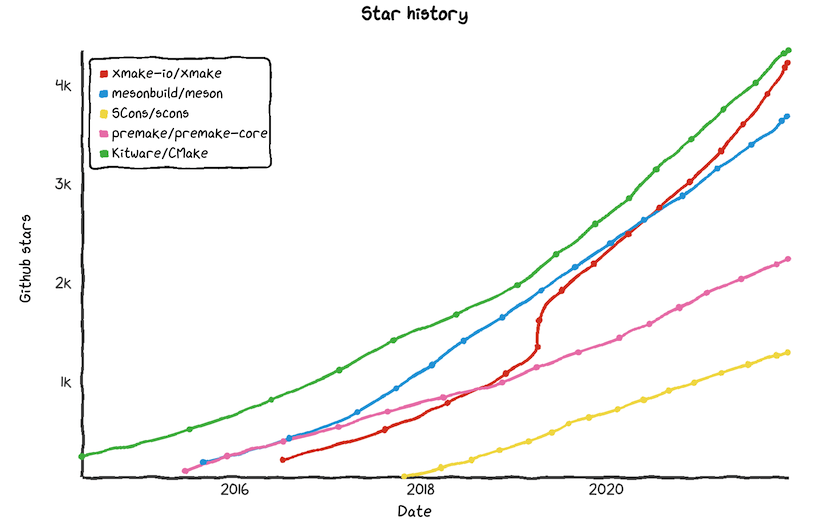 Star history
xmake-io/xmake
mesonbuild/meson
SCons/scons
premake/premake-core
Kitware/CMake
4k
3k
2k
1k
Github stars
2016
2018
2020
Date